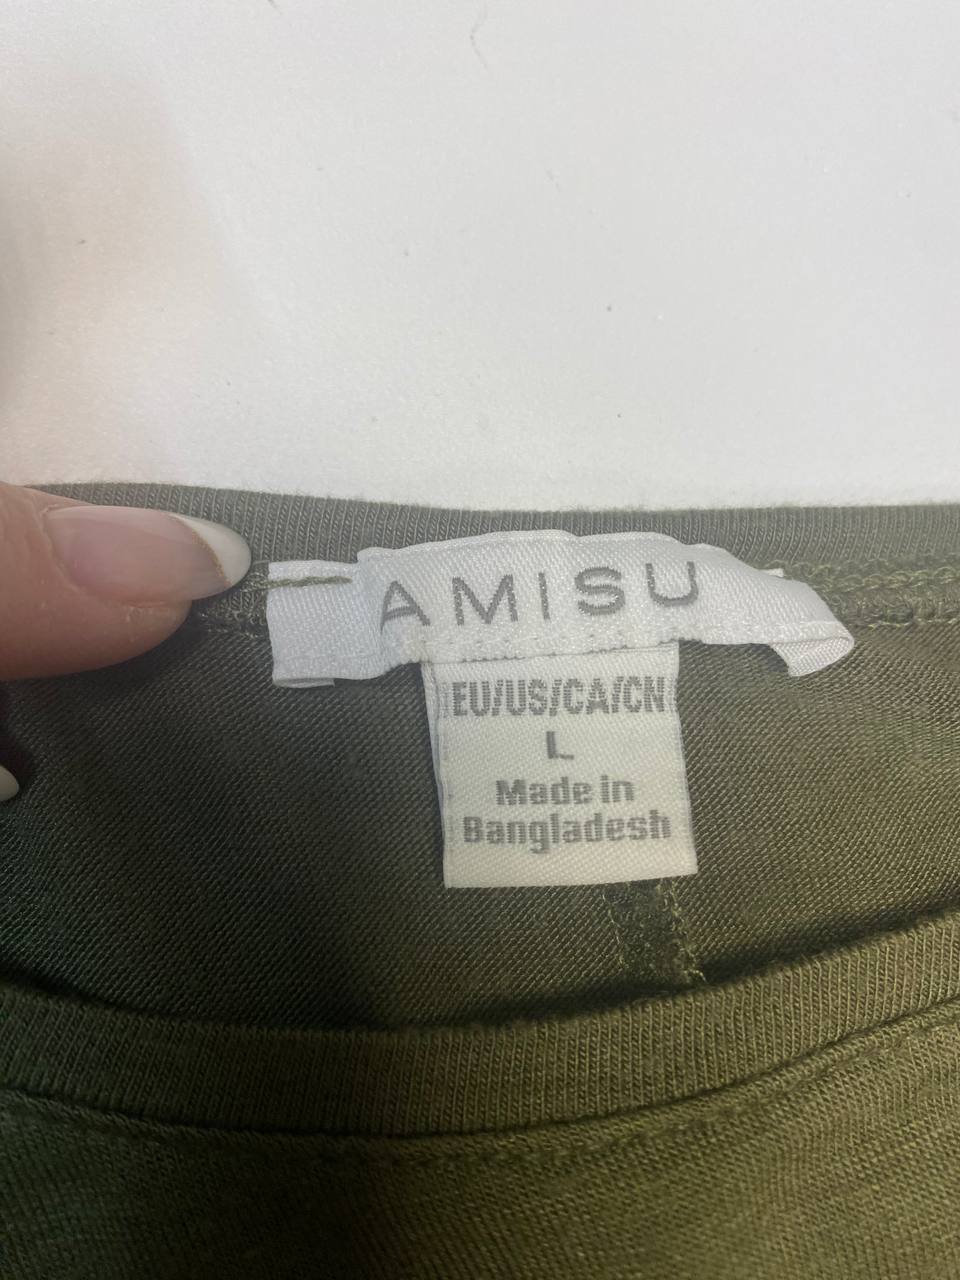 AMISU
EU/US/CA/CN
L
Made in
Bangladesh